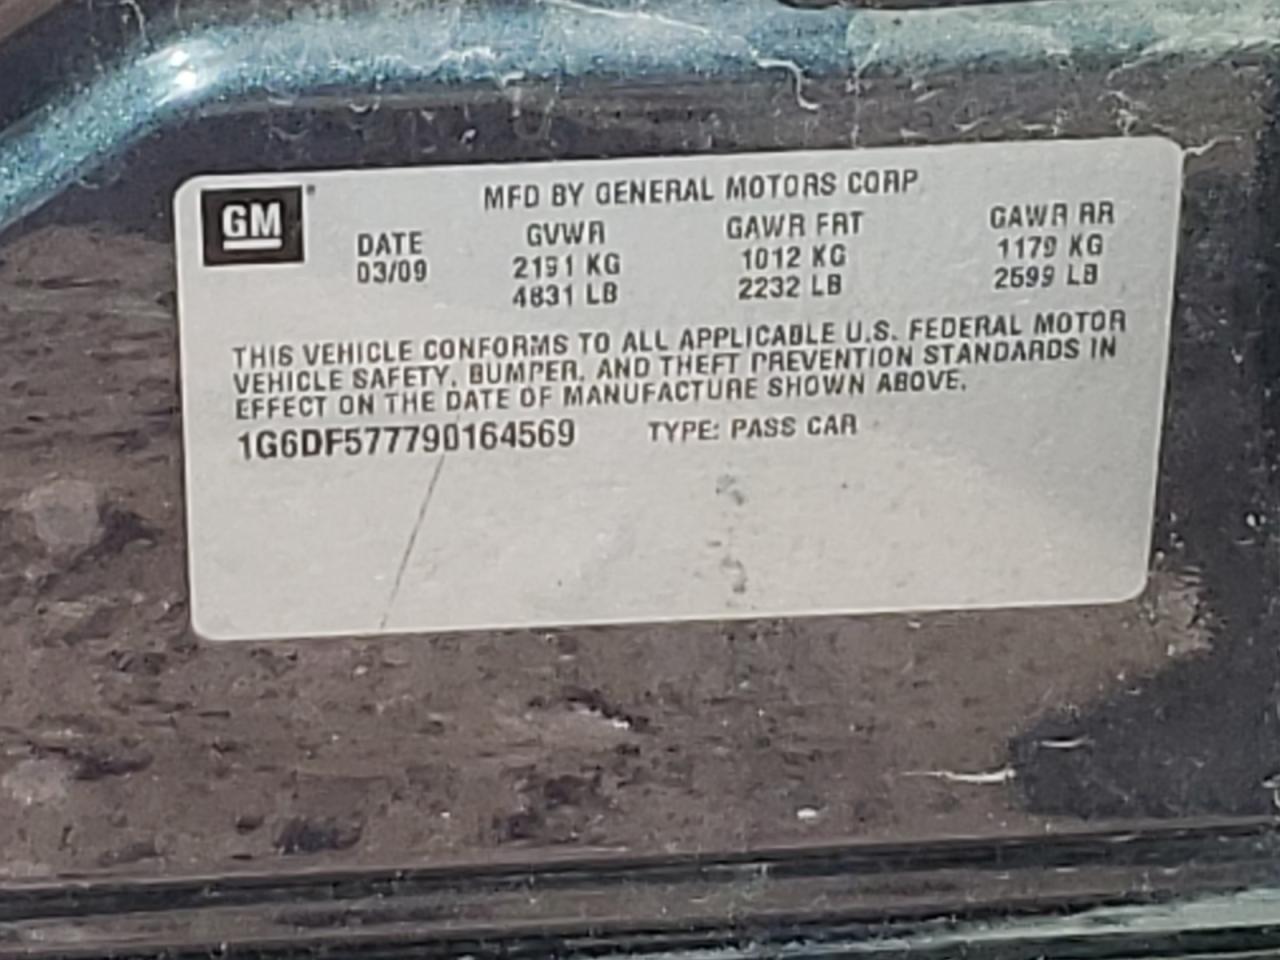 GM
MFD BY GENERAL MOTORS CORP
DATE GVWR GAWR FRT GAWR RR
03/09 2191 KG 1012 KG 1179 KG
4831 LB 2232 LB 2599 LB
THIS VEHICLE CONFORMS TO ALL APPLICABLE U.S. FEDERAL MOTOR
VEHICLE SAFETY, BUMPER, AND THEFT PREVENTION STANDARDS IN
EFFECT ON THE DATE OF MANUFACTURE SHOWN ABOVE.
1G6DF577790164569 TYPE: PASS CAR